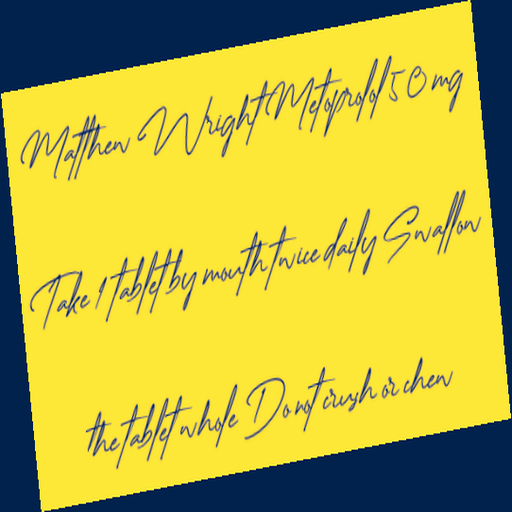 Matthew Wright Metoprolol 50 mg
Take 1 tablet by mouth twice daily Swallow
the tablet whole Do not crush or chew